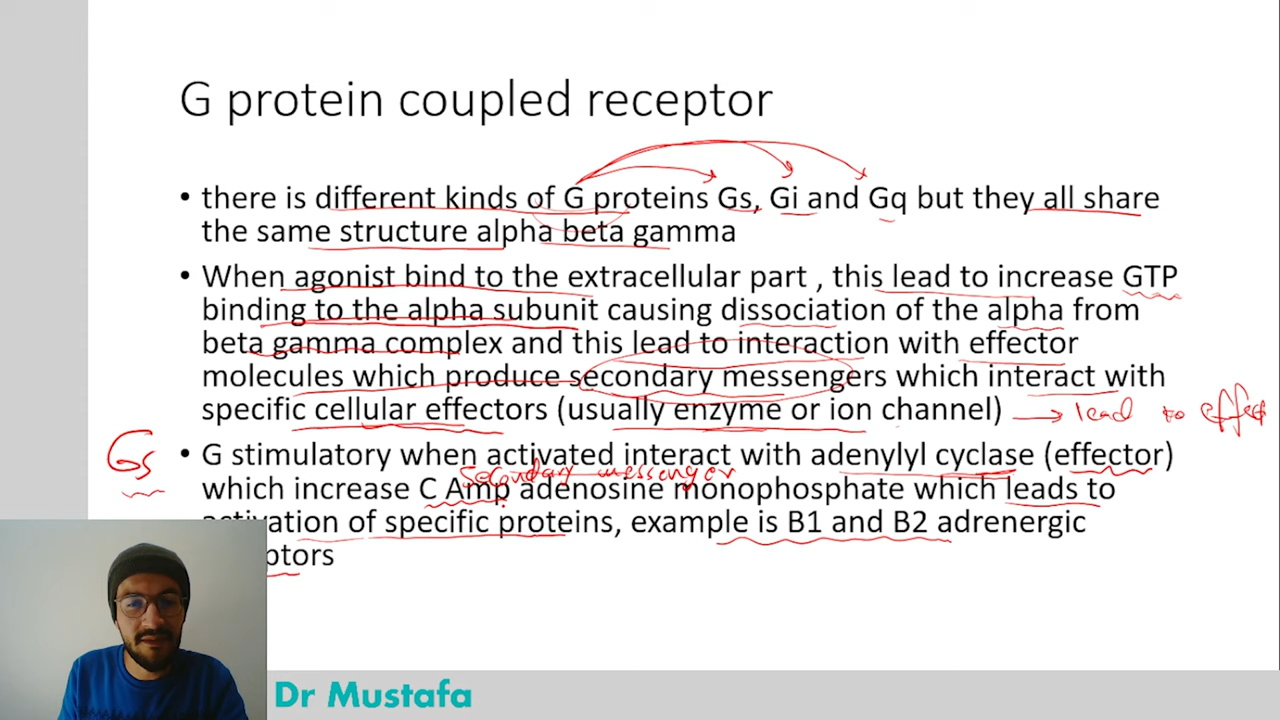 G protein coupled receptor
• there is different kinds of G proteins Gs, Gi and Gq but they all share
the same structure alpha beta gamma
• When agonist bind to the extracellular part , this lead to increase GTP
binding to the alpha subunit causing dissociation of the alpha from
beta gamma complex and this lead to interaction with effector
molecules which produce secondary messengers which interact with
specific cellular effectors (usually enzyme or ion channel) → lead to effect
Gs
• G stimulatory when activated interact with adenylyl cyclase (effector)
secondary messenger
which increase C Amp adenosine monophosphate which leads to
activation of specific proteins, example is B1 and B2 adrenergic
ptors
Dr Mustafa